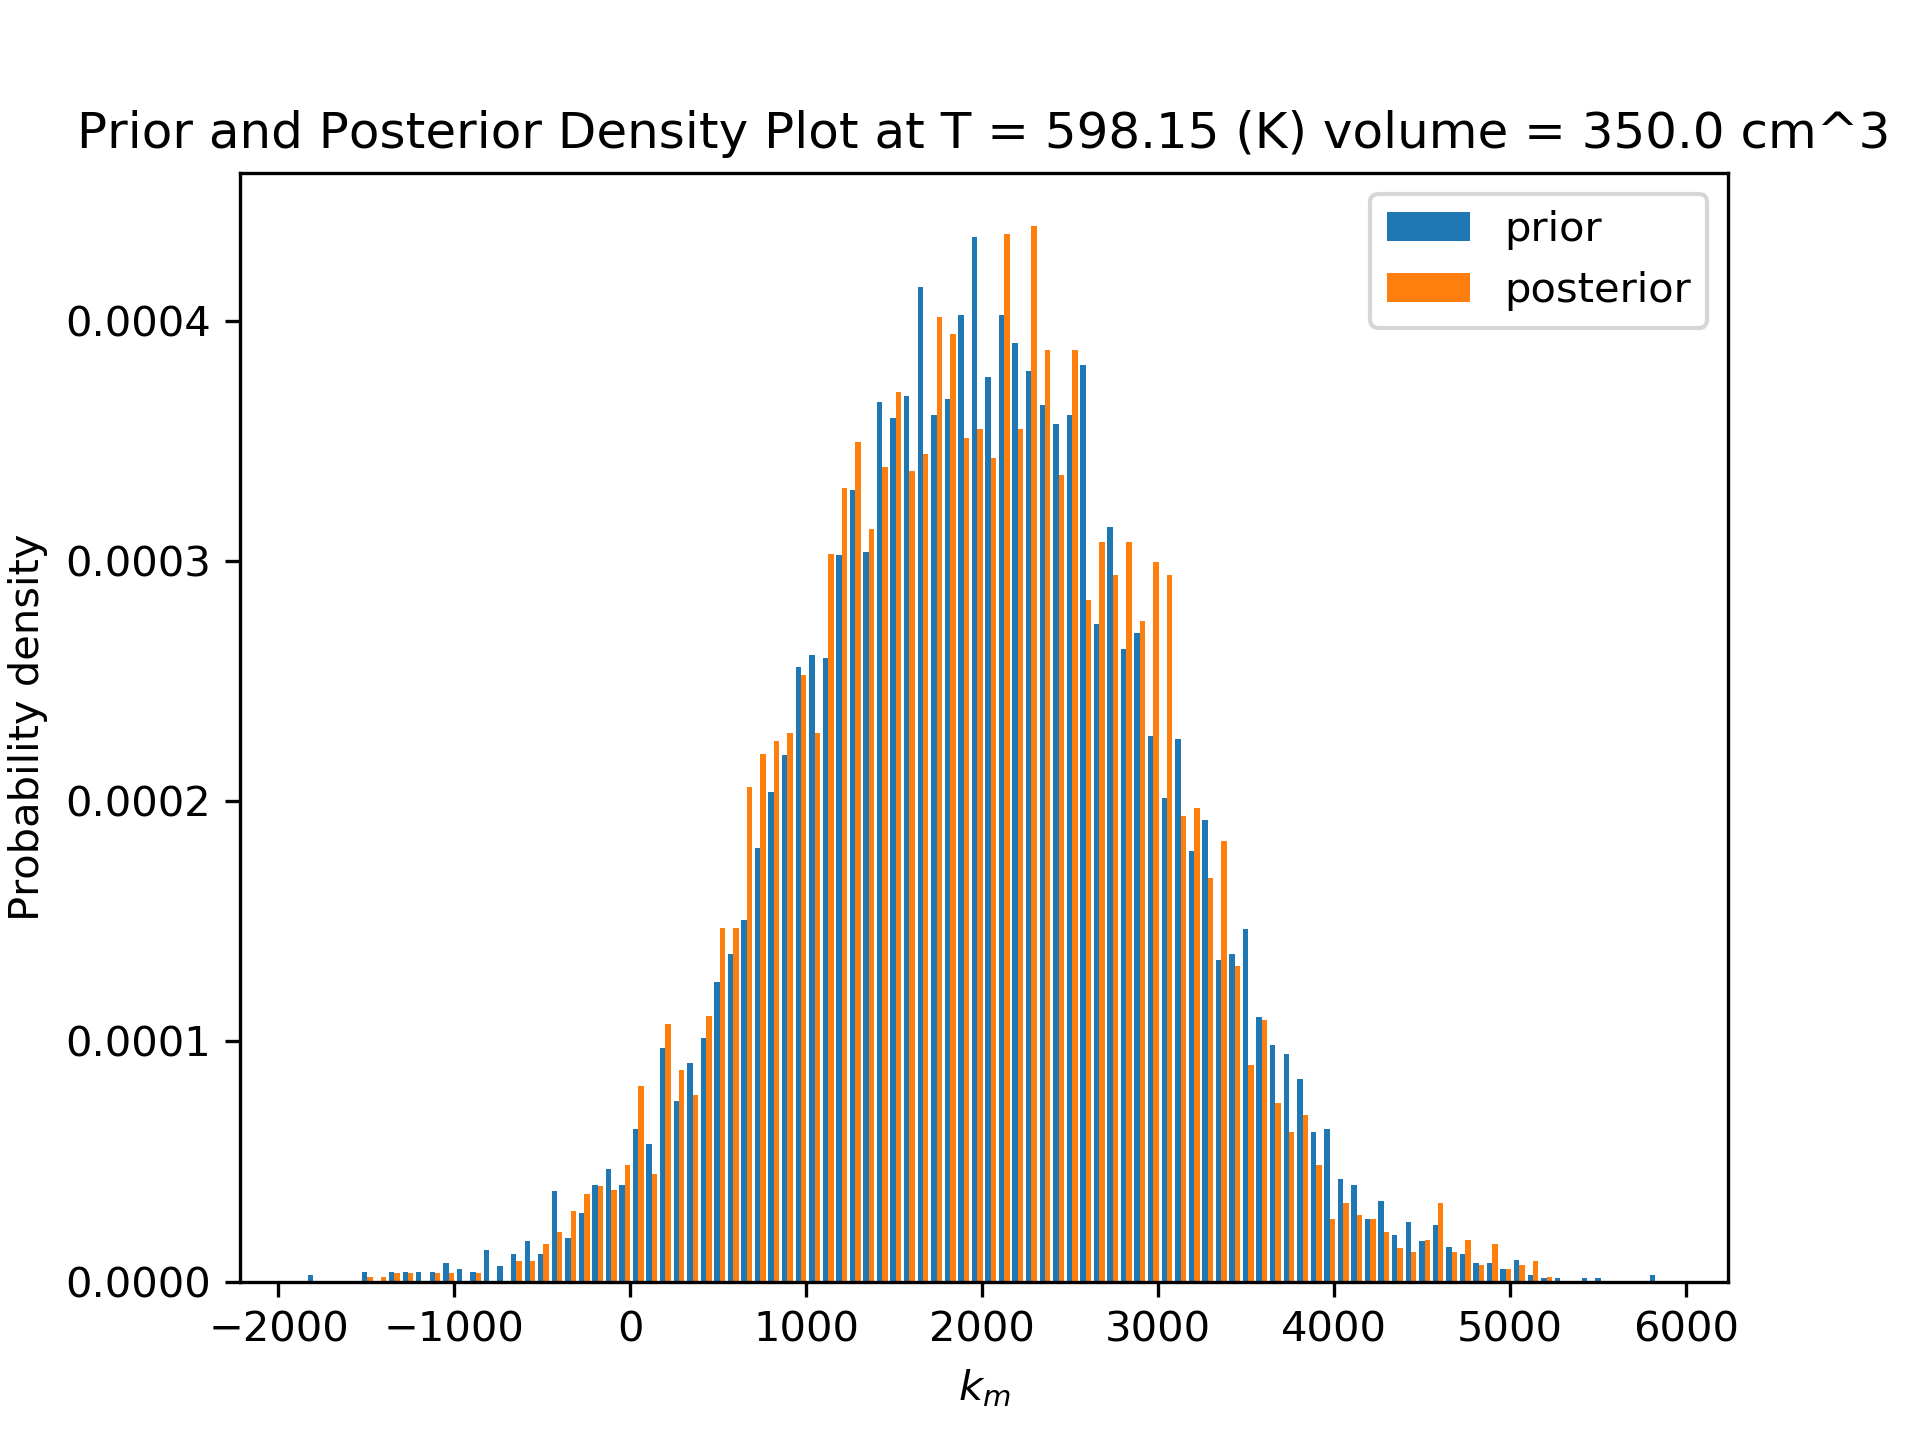 Prior and Posterior Density Plot at T = 598.15 (K) volume = 350.0 cm^3
prior
posterior
Probability density
0.0004
0.0003
0.0002
0.0001
0.0000
−2000 −1000 0 1000 2000 3000 4000 5000 6000
k_m